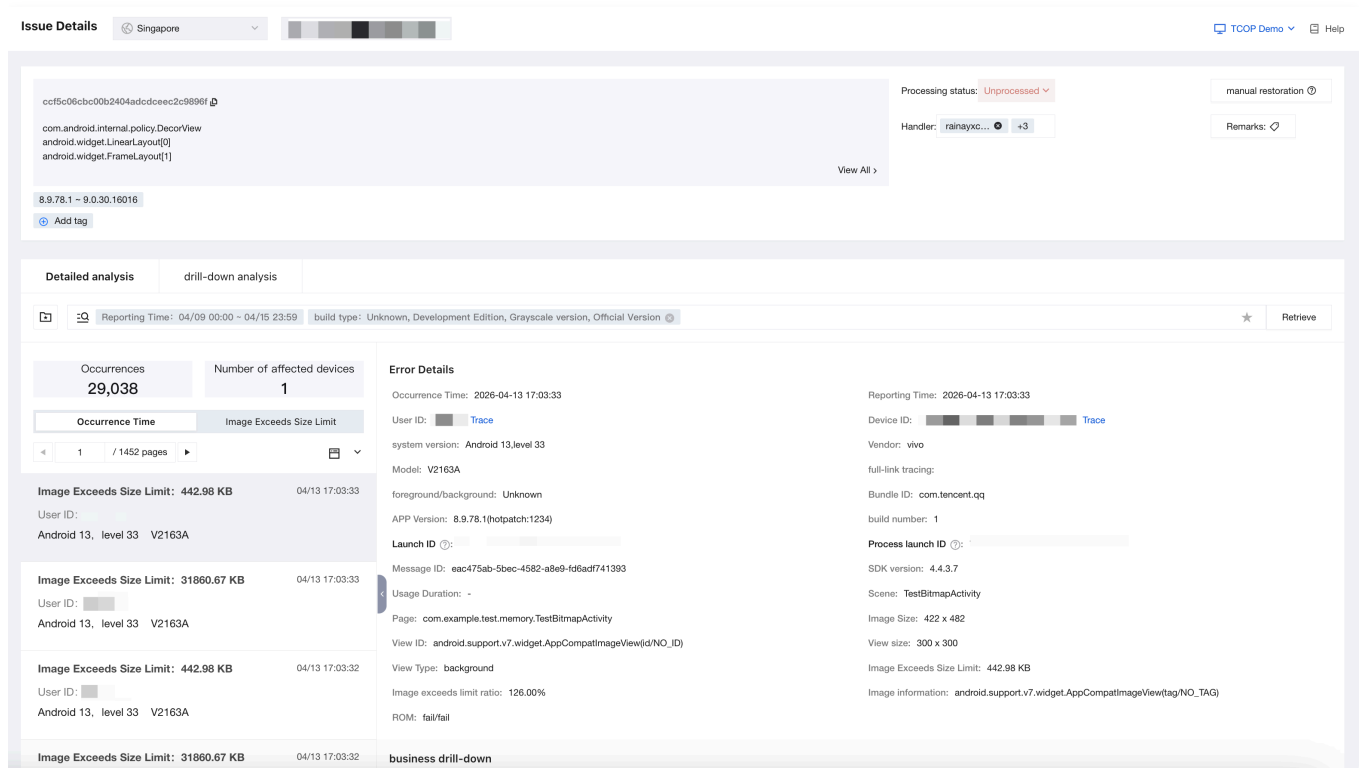 Issue Details
Singapore
TCOP Demo
Help
ccf5c06cbc00b2404adcdceec2c9896f
com.android.internal.policy.DecorView
android.widget.LinearLayout[0]
android.widget.FrameLayout[1]
View All >
Processing status: Unprocessed
manual restoration
Handler: rainayxc... +3
Remarks:
8.9.78.1 ~ 9.0.30.16016
Add tag
Detailed analysis
drill-down analysis
Reporting Time: 04/09 00:00 ~ 04/15 23:59
build type: Unknown, Development Edition, Grayscale version, Official Version
Retrieve
Occurrences
29,038
Number of affected devices
1
Occurrence Time
Image Exceeds Size Limit
1 / 1452 pages
Image Exceeds Size Limit: 442.98 KB 04/13 17:03:33
User ID:
Android 13, level 33 V2163A
Image Exceeds Size Limit: 31860.67 KB 04/13 17:03:33
User ID:
Android 13, level 33 V2163A
Image Exceeds Size Limit: 442.98 KB 04/13 17:03:32
User ID:
Android 13, level 33 V2163A
Image Exceeds Size Limit: 31860.67 KB 04/13 17:03:32
Error Details
Occurrence Time: 2026-04-13 17:03:33
Reporting Time: 2026-04-13 17:03:33
User ID: Trace
Device ID: Trace
system version: Android 13,level 33
Vendor: vivo
Model: V2163A
full-link tracing:
foreground/background: Unknown
Bundle ID: com.tencent.qq
APP Version: 8.9.78.1(hotpatch:1234)
build number: 1
Launch ID :
Process launch ID :
Message ID: eac475ab-5bec-4582-a8e9-fd6adf741393
SDK version: 4.4.3.7
Usage Duration: -
Scene: TestBitmapActivity
Page: com.example.test.memory.TestBitmapActivity
Image Size: 422 x 482
View ID: android.support.v7.widget.AppCompatImageView(id/NO_ID)
View size: 300 x 300
View Type: background
Image Exceeds Size Limit: 442.98 KB
Image exceeds limit ratio: 126.00%
Image information: android.support.v7.widget.AppCompatImageView(tag/NO_TAG)
ROM: fail/fail
business drill-down